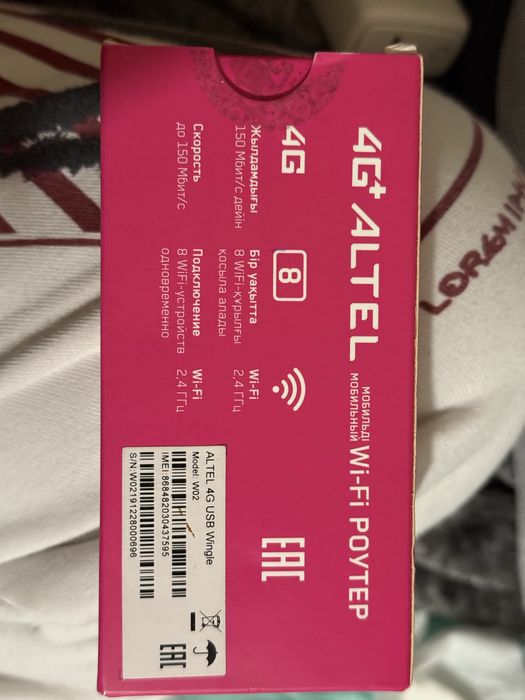 4G+ ALTEL
МОБИЛЬДІ
МОБИЛЬНЫЙ
Wi-Fi РОУТЕР
4G
Жылдамдығы
150 Мбит/с дейін
Скорость
до 150 Мбит/с
8
Бір уақытта
8 WiFi-құрылғы
қосыла алады
Подключение
8 WiFi-устройств
одновременно
Wi-Fi
2,4 ГГц
Wi-Fi
2,4 ГГц
EAC
ALTEL 4G USB Wingle
Model: W02
IMEI:868482030437595
S/N:W02191228000696
EAC
LORGHIN